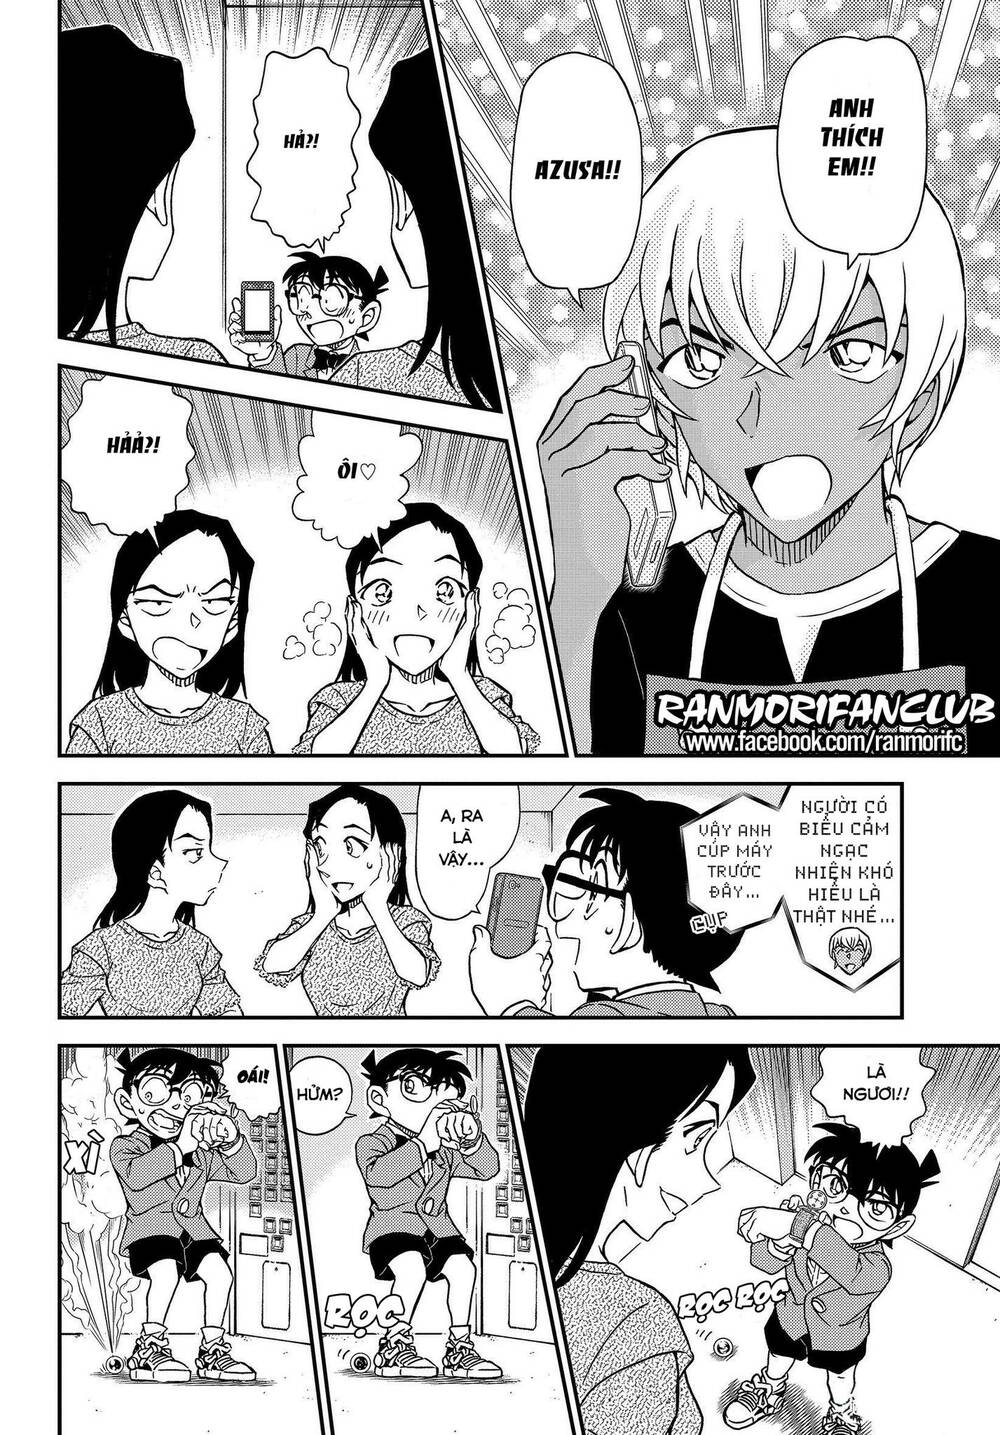 ANH
THÍCH
EM!!
AZUSA!!
HẢ?!
ÔI♡
HẢẢ?!
RANMORIFANCLUB
www.facebook.com/ranmorifc
NGƯỜI CÓ
BIỂU CẢM
NGẠC
NHIÊN KHÓ
HIỂU LÀ
THẬT NHÉ...
VẬY ANH
CÚP MÁY
TRƯỚC
ĐÂY...
CỤP
A, RA
LÀ
VẬY...
LÀ
NGƯƠI!!
RỌC RỌC
HỬM?
RỌC
OÁI!
XÌ